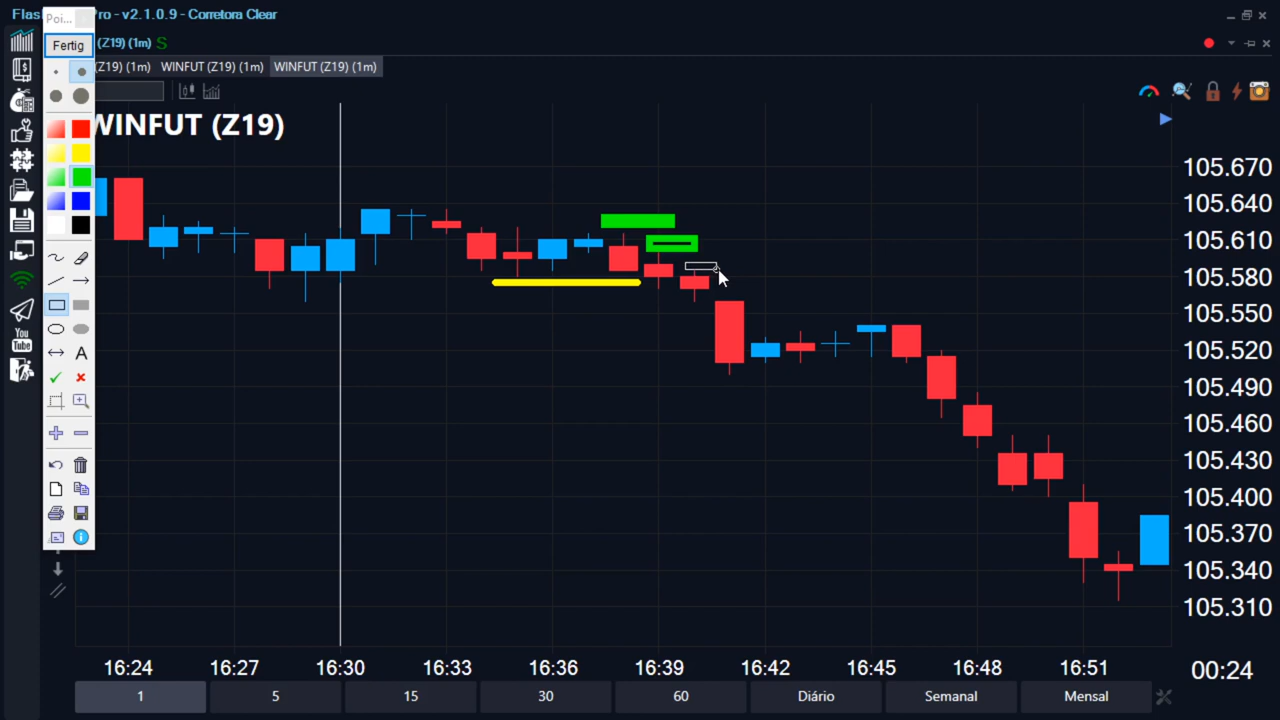 Flas
Pro - v2.1.0.9 - Corretora Clear
Poi...
Fertig
(Z19) (1m) S
(Z19) (1m)
WINFUT (Z19) (1m)
WINFUT (Z19) (1m)
WINFUT (Z19)
A
You
Tube
105.670
105.640
105.610
105.580
105.550
105.520
105.490
105.460
105.430
105.400
105.370
105.340
105.310
16:24
16:27
16:30
16:33
16:36
16:39
16:42
16:45
16:48
16:51
00:24
1
5
15
30
60
Diário
Semanal
Mensal